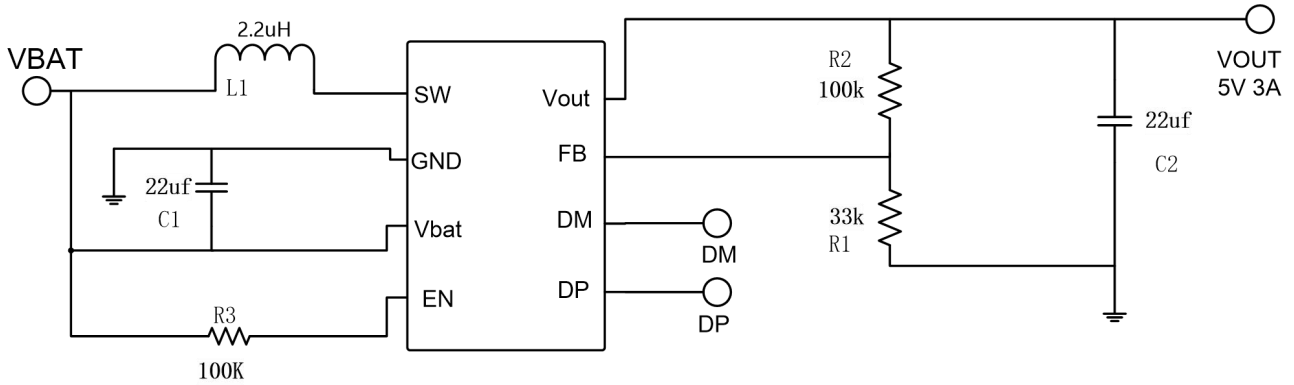 VBAT
2.2uH
L1
SW
GND
Vbat
EN
22uf
C1
R3
100K
Vout
FB
DM
DP
R2
100k
33k
R1
DM
DP
22uf
C2
VOUT
5V 3A